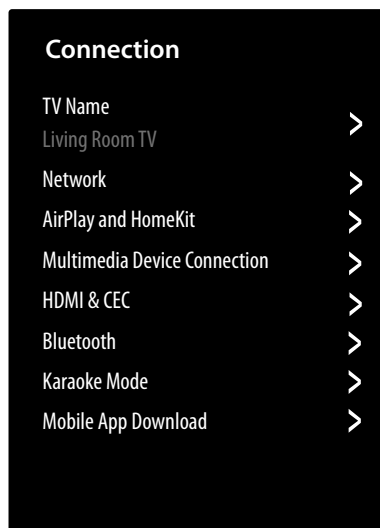 Connection
TV Name
Living Room TV
Network
AirPlay and HomeKit
Multimedia Device Connection
HDMI & CEC
Bluetooth
Karaoke Mode
Mobile App Download